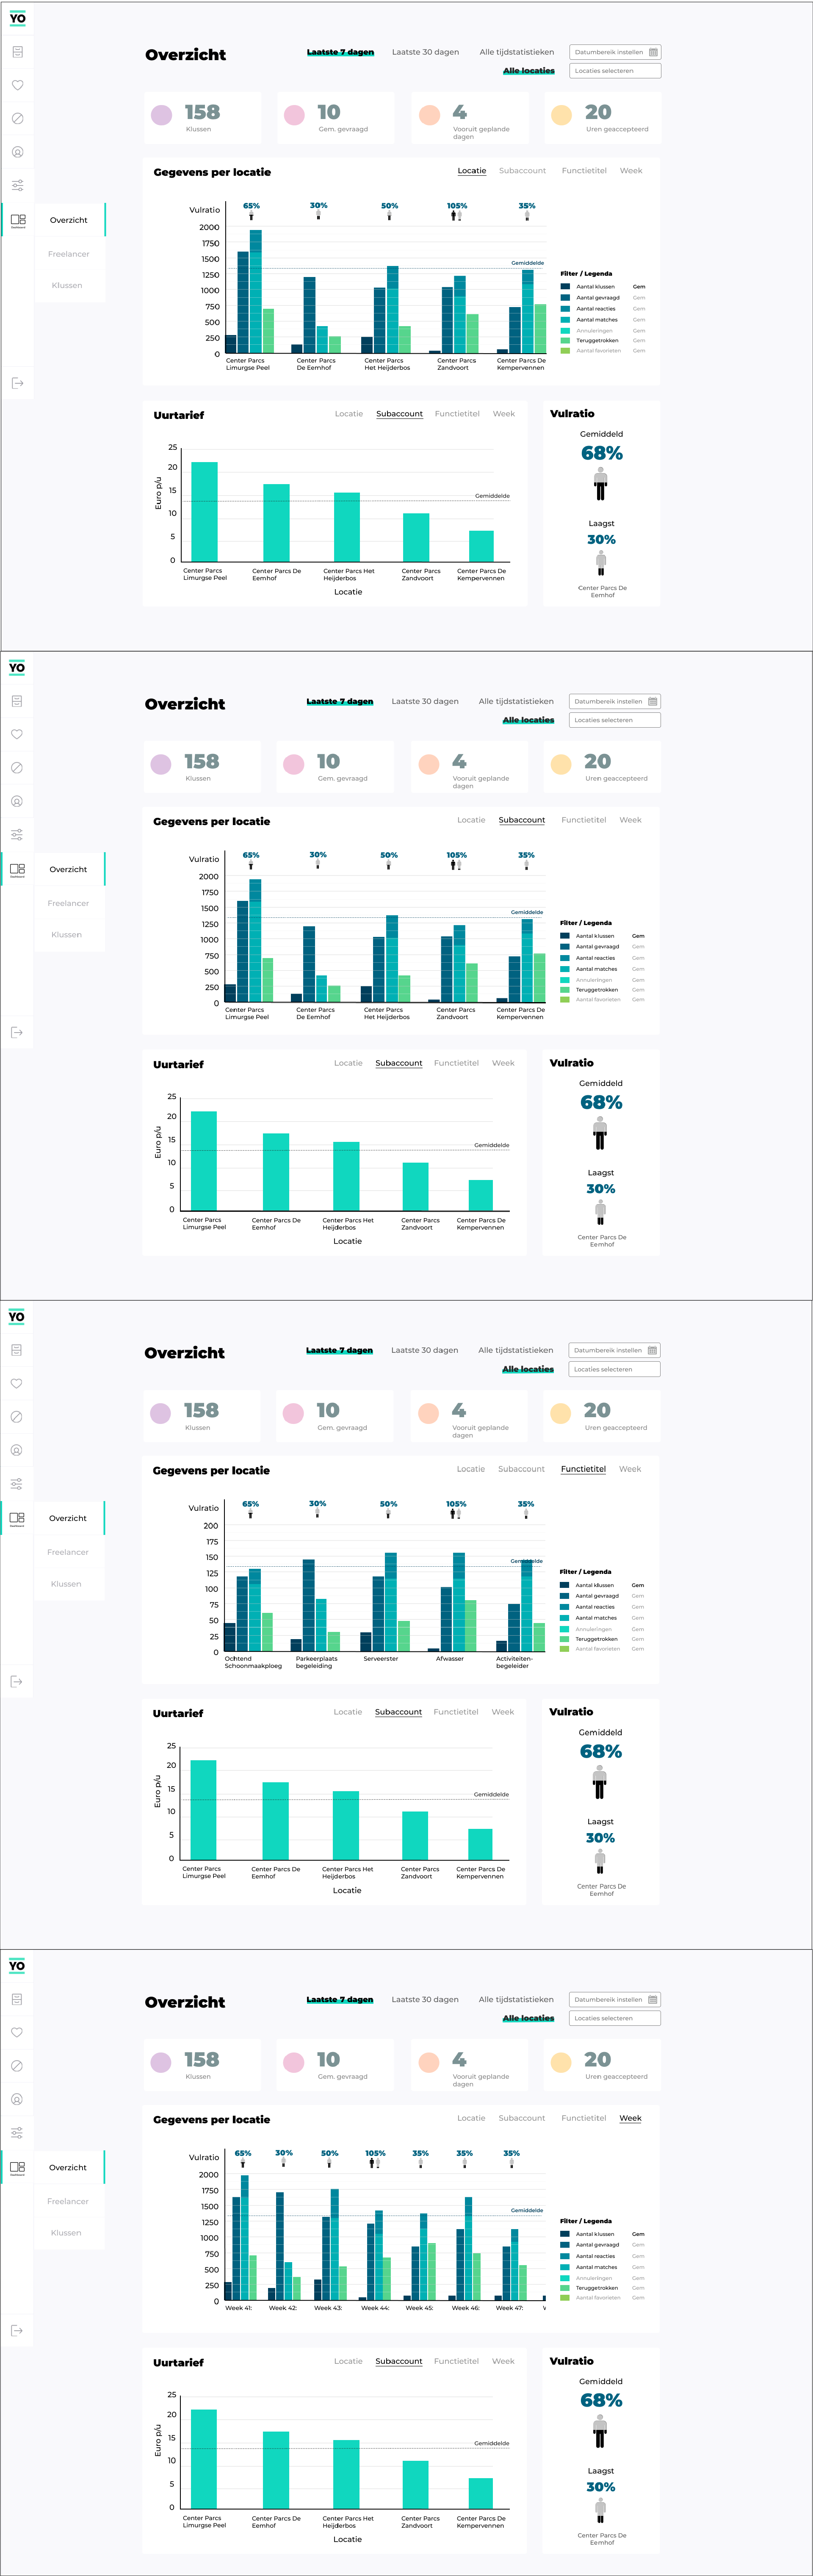 YO
Overzicht
Laatste 7 dagen
Laatste 30 dagen
Alle tijdstatistieken
Datumbereik instellen
Alle locaties
Locaties selecteren
158
Klussen
10
Gem. gevraagd
4
Vooruit geplande
dagen
20
Uren geaccepteerd
Dashboard
Overzicht
Freelancer
Klussen
Gegevens per locatie
Locatie Subaccount Functietitel Week
Vulratio
65% 30% 50% 105% 35%
2000
1750
1500
1250
1000
750
500
250
0
Gemiddelde
Center Parcs
Limurgse Peel
Center Parcs
De Eemhof
Center Parcs
Het Heijderbos
Center Parcs
Zandvoort
Center Parcs De
Kempervennen
Filter / Legenda
Aantal klussen Gem
Aantal gevraagd Gem
Aantal reacties Gem
Aantal matches Gem
Annuleringen Gem
Teruggetrokken Gem
Aantal favorieten Gem
Uurtarief
Locatie Subaccount Functietitel Week
Euro p/u
25
20
15
10
5
0
Gemiddelde
Center Parcs
Limurgse Peel
Center Parcs De
Eemhof
Center Parcs Het
Heijderbos
Center Parcs
Zandvoort
Center Parcs De
Kempervennen
Locatie
Vulratio
Gemiddeld
68%
Laagst
30%
Center Parcs De
Eemhof
YO
Overzicht
Laatste 7 dagen
Laatste 30 dagen
Alle tijdstatistieken
Datumbereik instellen
Alle locaties
Locaties selecteren
158
Klussen
10
Gem. gevraagd
4
Vooruit geplande
dagen
20
Uren geaccepteerd
Dashboard
Overzicht
Freelancer
Klussen
Gegevens per locatie
Locatie Subaccount Functietitel Week
Vulratio
65% 30% 50% 105% 35%
2000
1750
1500
1250
1000
750
500
250
0
Gemiddelde
Center Parcs
Limurgse Peel
Center Parcs
De Eemhof
Center Parcs
Het Heijderbos
Center Parcs
Zandvoort
Center Parcs De
Kempervennen
Filter / Legenda
Aantal klussen Gem
Aantal gevraagd Gem
Aantal reacties Gem
Aantal matches Gem
Annuleringen Gem
Teruggetrokken Gem
Aantal favorieten Gem
Uurtarief
Locatie Subaccount Functietitel Week
Euro p/u
25
20
15
10
5
0
Gemiddelde
Center Parcs
Limurgse Peel
Center Parcs De
Eemhof
Center Parcs Het
Heijderbos
Center Parcs
Zandvoort
Center Parcs De
Kempervennen
Locatie
Vulratio
Gemiddeld
68%
Laagst
30%
Center Parcs De
Eemhof
YO
Overzicht
Laatste 7 dagen
Laatste 30 dagen
Alle tijdstatistieken
Datumbereik instellen
Alle locaties
Locaties selecteren
158
Klussen
10
Gem. gevraagd
4
Vooruit geplande
dagen
20
Uren geaccepteerd
Dashboard
Overzicht
Freelancer
Klussen
Gegevens per locatie
Locatie Subaccount Functietitel Week
Vulratio
65% 30% 50% 105% 35%
200
175
150
125
100
75
50
25
0
Gemiddelde
Ochtend
Schoonmaakploeg
Parkeerplaats
begeleiding
Serveerster
Afwasser
Activiteiten-
begeleider
Filter / Legenda
Aantal klussen Gem
Aantal gevraagd Gem
Aantal reacties Gem
Aantal matches Gem
Annuleringen Gem
Teruggetrokken Gem
Aantal favorieten Gem
Uurtarief
Locatie Subaccount Functietitel Week
Euro p/u
25
20
15
10
5
0
Gemiddelde
Center Parcs
Limurgse Peel
Center Parcs De
Eemhof
Center Parcs Het
Heijderbos
Center Parcs
Zandvoort
Center Parcs De
Kempervennen
Locatie
Vulratio
Gemiddeld
68%
Laagst
30%
Center Parcs De
Eemhof
YO
Overzicht
Laatste 7 dagen
Laatste 30 dagen
Alle tijdstatistieken
Datumbereik instellen
Alle locaties
Locaties selecteren
158
Klussen
10
Gem. gevraagd
4
Vooruit geplande
dagen
20
Uren geaccepteerd
Dashboard
Overzicht
Freelancer
Klussen
Gegevens per locatie
Locatie Subaccount Functietitel Week
Vulratio
65% 30% 50% 105% 35% 35% 35%
2000
1750
1500
1250
1000
750
500
250
0
Gemiddelde
Week 41: Week 42: Week 43: Week 44: Week 45: Week 46: Week 47:
Filter / Legenda
Aantal klussen Gem
Aantal gevraagd Gem
Aantal reacties Gem
Aantal matches Gem
Annuleringen Gem
Teruggetrokken Gem
Aantal favorieten Gem
Uurtarief
Locatie Subaccount Functietitel Week
Euro p/u
25
20
15
10
5
0
Gemiddelde
Center Parcs
Limurgse Peel
Center Parcs De
Eemhof
Center Parcs Het
Heijderbos
Center Parcs
Zandvoort
Center Parcs De
Kempervennen
Locatie
Vulratio
Gemiddeld
68%
Laagst
30%
Center Parcs De
Eemhof